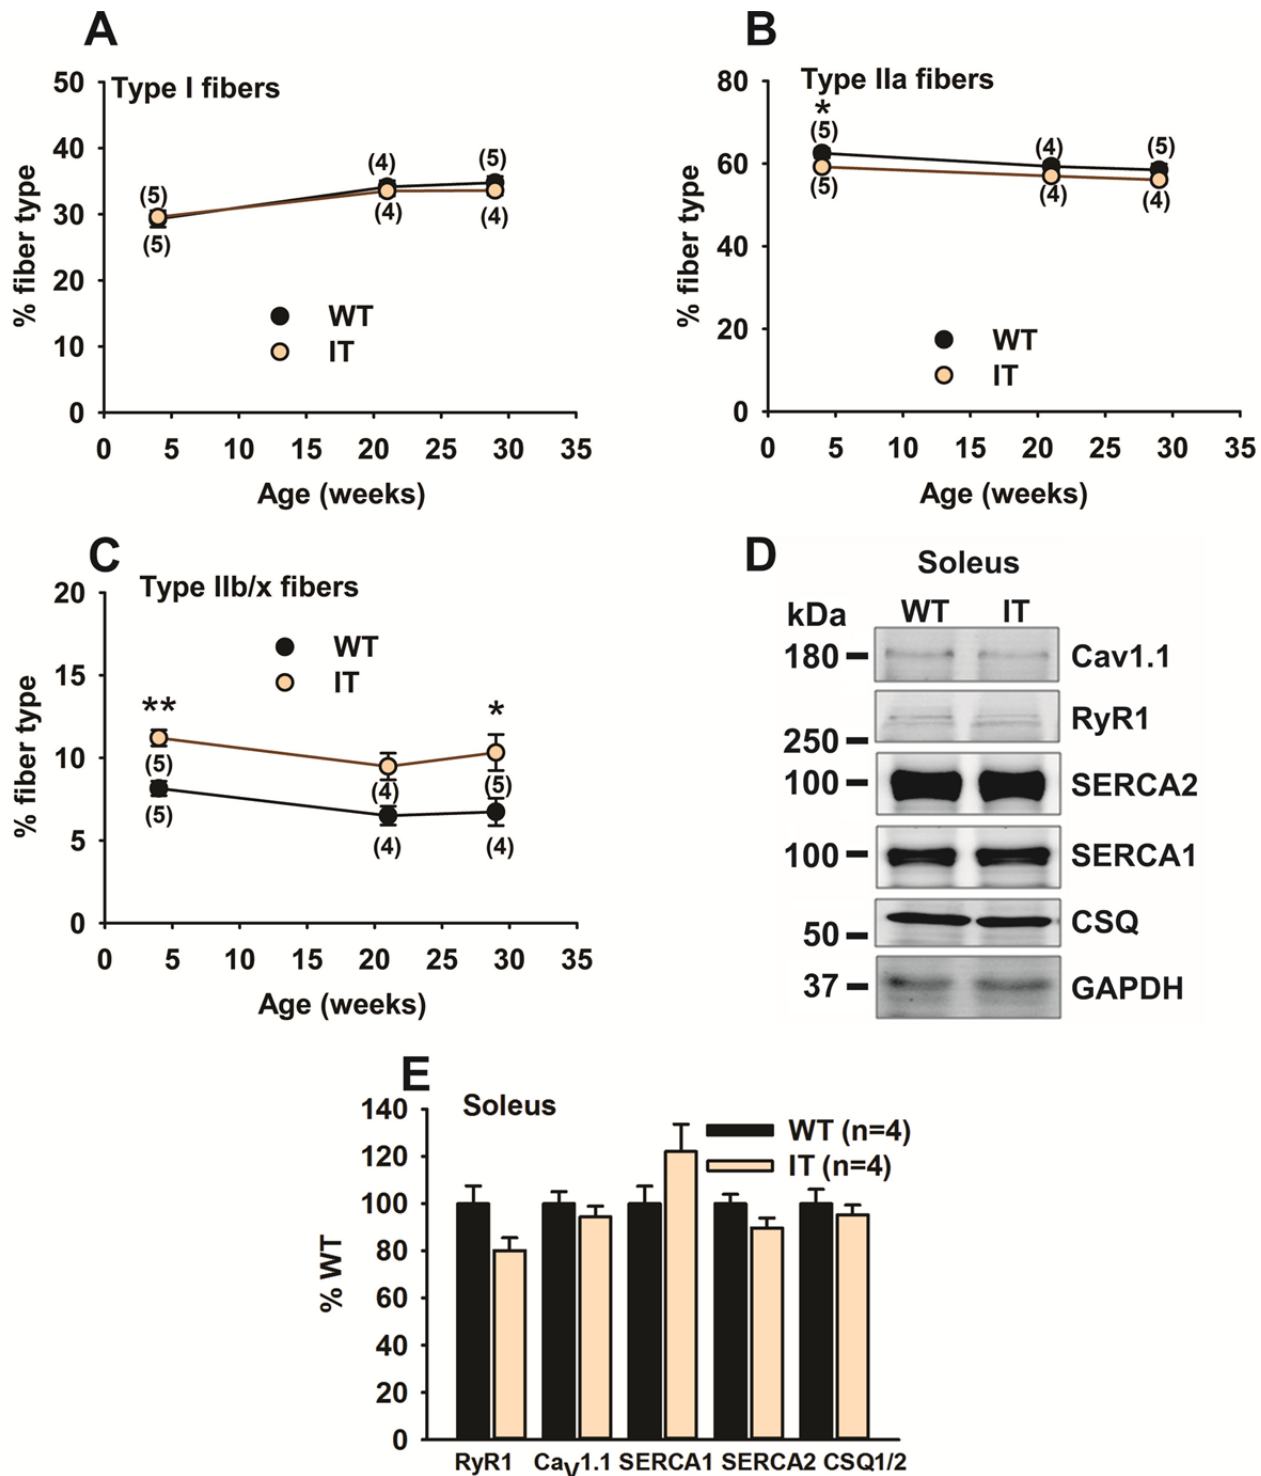 A
Type I fibers
50
40
30
20
10
0
% fiber type
(5)
(5)
(4)
(4)
(5)
(4)
WT
IT
0 5 10 15 20 25 30 35
Age (weeks)
B
Type IIa fibers
80
60
40
20
0
% fiber type
*
(5)
(5)
(4)
(4)
(5)
(4)
WT
IT
0 5 10 15 20 25 30 35
Age (weeks)
C
Type IIb/x fibers
20
15
10
5
0
% fiber type
WT
IT
**
*
(5)
(5)
(4)
(4)
(5)
(4)
0 5 10 15 20 25 30 35
Age (weeks)
D
Soleus
kDa WT IT
180 Cav1.1
250 RyR1
100 SERCA2
100 SERCA1
50 CSQ
37 GAPDH
E
Soleus
WT (n=4)
IT (n=4)
140
120
100
80
60
40
20
0
% WT
RyR1 CaV1.1 SERCA1 SERCA2 CSQ1/2